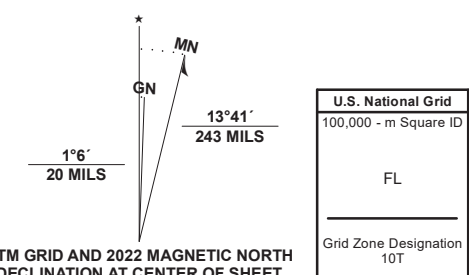 ★
MN
GN
13°41´
243 MILS
1°6´
20 MILS
TM GRID AND 2022 MAGNETIC NORTH
DECLINATION AT CENTER OF SHEET
U.S. National Grid
100,000 - m Square ID
FL
Grid Zone Designation
10T